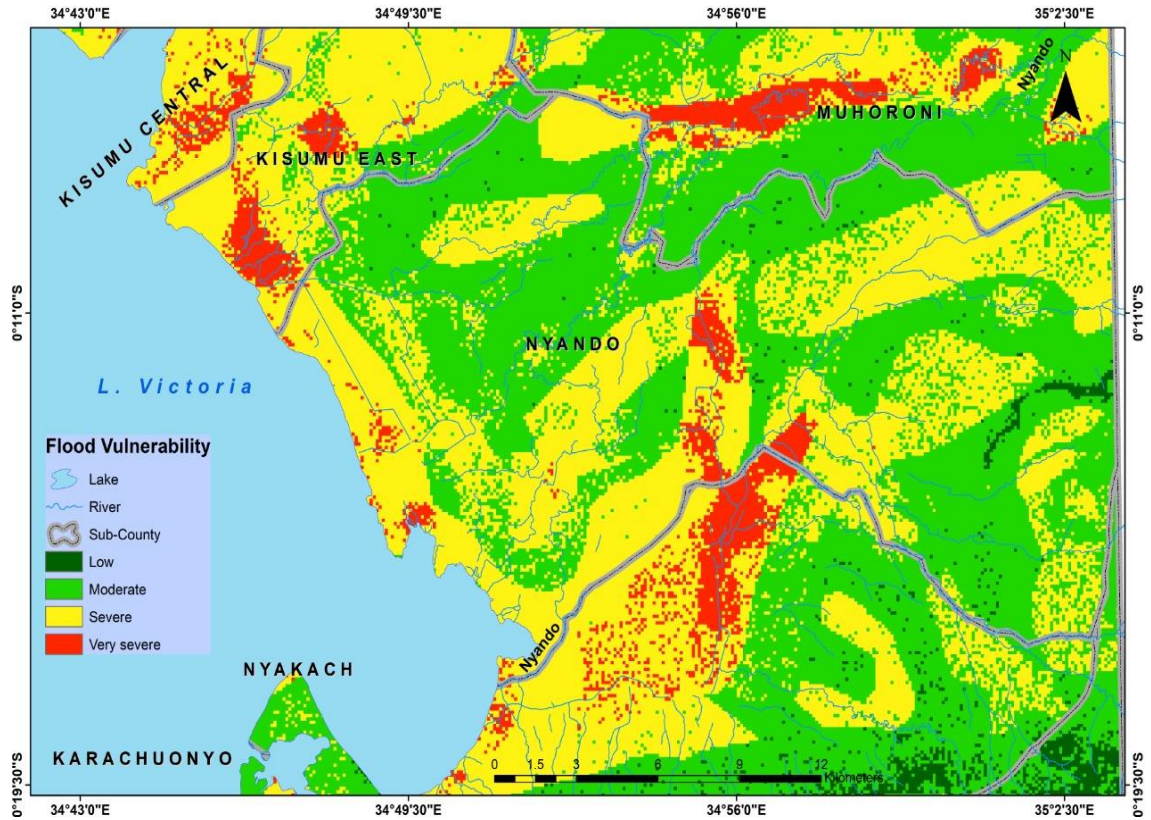 34°43'0"E 34°49'30"E 34°56'0"E 35°2'30"E
Nyando
N
KISUMU CENTRAL
MUHORONI
KISUMU EAST
0°11'0"S
0°11'0"S
NYANDO
L. Victoria
Flood Vulnerability
Lake
River
Sub-County
Low
Moderate
Severe
Very severe
Nyando
NYAKACH
KARACHUONYO
0 1.5 3 6 9 12
Kilometers
0°19'30"S
0°19'30"S
34°43'0"E 34°49'30"E 34°56'0"E 35°2'30"E